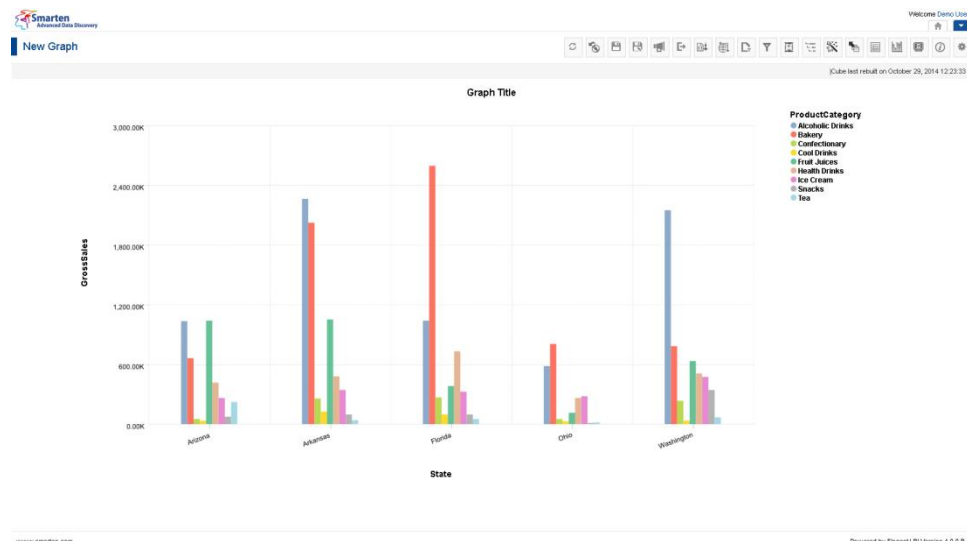 Smarten
Advanced Data Discovery
Welcome Demo Use
New Graph
|Cube last rebuilt on October 29, 2014 12:23:33
Graph Title
ProductCategory
Alcoholic Drinks
Bakery
Confectionary
Cool Drinks
Fruit Juices
Health Drinks
Ice Cream
Snacks
Tea
GrossSales
3,000.00K
2,400.00K
1,800.00K
1,200.00K
600.00K
0.00K
Arizona
Arkansas
Florida
Ohio
Washington
State